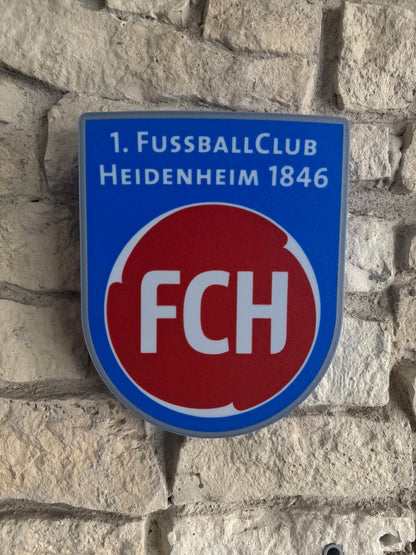 1. FUSSBALLCLUB
HEIDENHEIM 1846
FCH